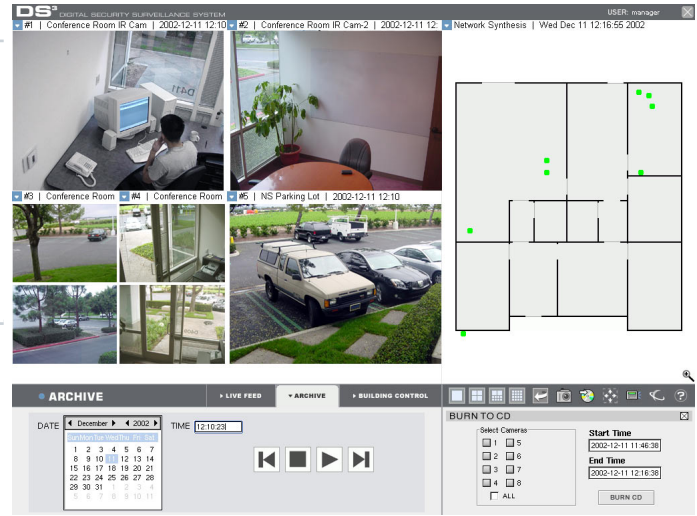 DS³ DIGITAL SECURITY SURVEILLANCE SYSTEM
USER: manager
#1 | Conference Room IR Cam | 2002-12-11 12:10
#2 | Conference Room IR Cam-2 | 2002-12-11 12:
Network Synthesis | Wed Dec 11 12:16:55 2002
D411
#3 | Conference Room
#4 | Conference Room
#5 | NS Parking Lot | 2002-12-11 12:10
ARCHIVE
LIVE FEED
ARCHIVE
BUILDING CONTROL
?
DATE
December 2002
Sun Mon Tue Wed Thu Fri Sat
1 2 3 4 5 6 7
8 9 10 11 12 13 14
15 16 17 18 19 20 21
22 23 24 25 26 27 28
29 30 31 1 2 3 4
5 6 7 8 9 10 11
TIME 12:10:23
BURN TO CD
Select Cameras
1 5
2 6
3 7
4 8
ALL
Start Time
2002-12-11 11:46:38
End Time
2002-12-11 12:16:38
BURN CD